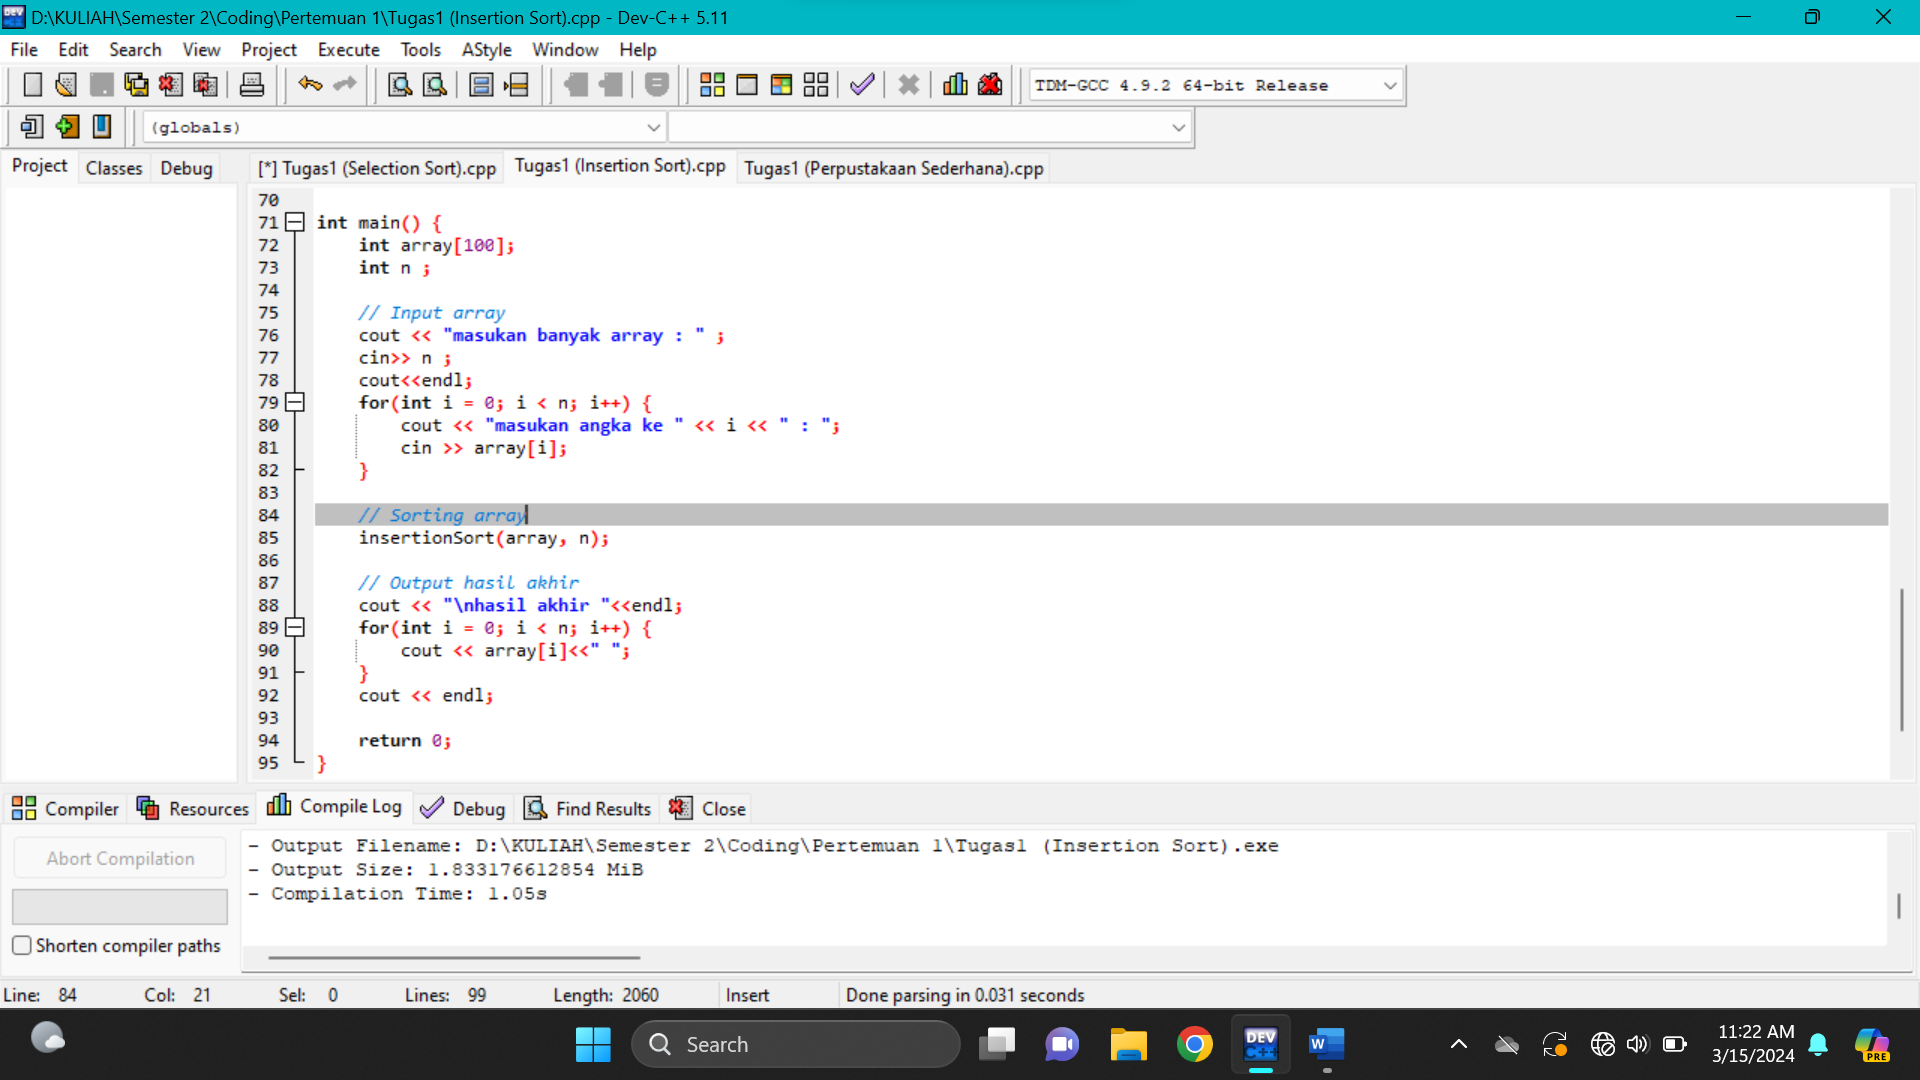 D:\KULIAH\Semester 2\Coding\Pertemuan 1\Tugas1 (Insertion Sort).cpp - Dev-C++ 5.11
File Edit Search View Project Execute Tools AStyle Window Help
TDM-GCC 4.9.2 64-bit Release
(globals)
Project Classes Debug [*] Tugas1 (Selection Sort).cpp Tugas1 (Insertion Sort).cpp Tugas1 (Perpustakaan Sederhana).cpp
70
71 int main() {
72 int array[100];
73 int n ;
74
75 // Input array
76 cout << "masukan banyak array : " ;
77 cin>> n ;
78 cout<<endl;
79 for(int i = 0; i < n; i++) {
80 cout << "masukan angka ke " << i << " : ";
81 cin >> array[i];
82 }
83
84 // Sorting array
85 insertionSort(array, n);
86
87 // Output hasil akhir
88 cout << "\nhasil akhir "<<endl;
89 for(int i = 0; i < n; i++) {
90 cout << array[i]<<" ";
91 }
92 cout << endl;
93
94 return 0;
95 }
Compiler Resources Compile Log Debug Find Results Close
Abort Compilation
Shorten compiler paths
- Output Filename: D:\KULIAH\Semester 2\Coding\Pertemuan 1\Tugas1 (Insertion Sort).exe
- Output Size: 1.833176612854 MiB
- Compilation Time: 1.05s
Line: 84 Col: 21 Sel: 0 Lines: 99 Length: 2060 Insert Done parsing in 0.031 seconds
Search
DEV C++
W
11:22 AM
3/15/2024
PRE